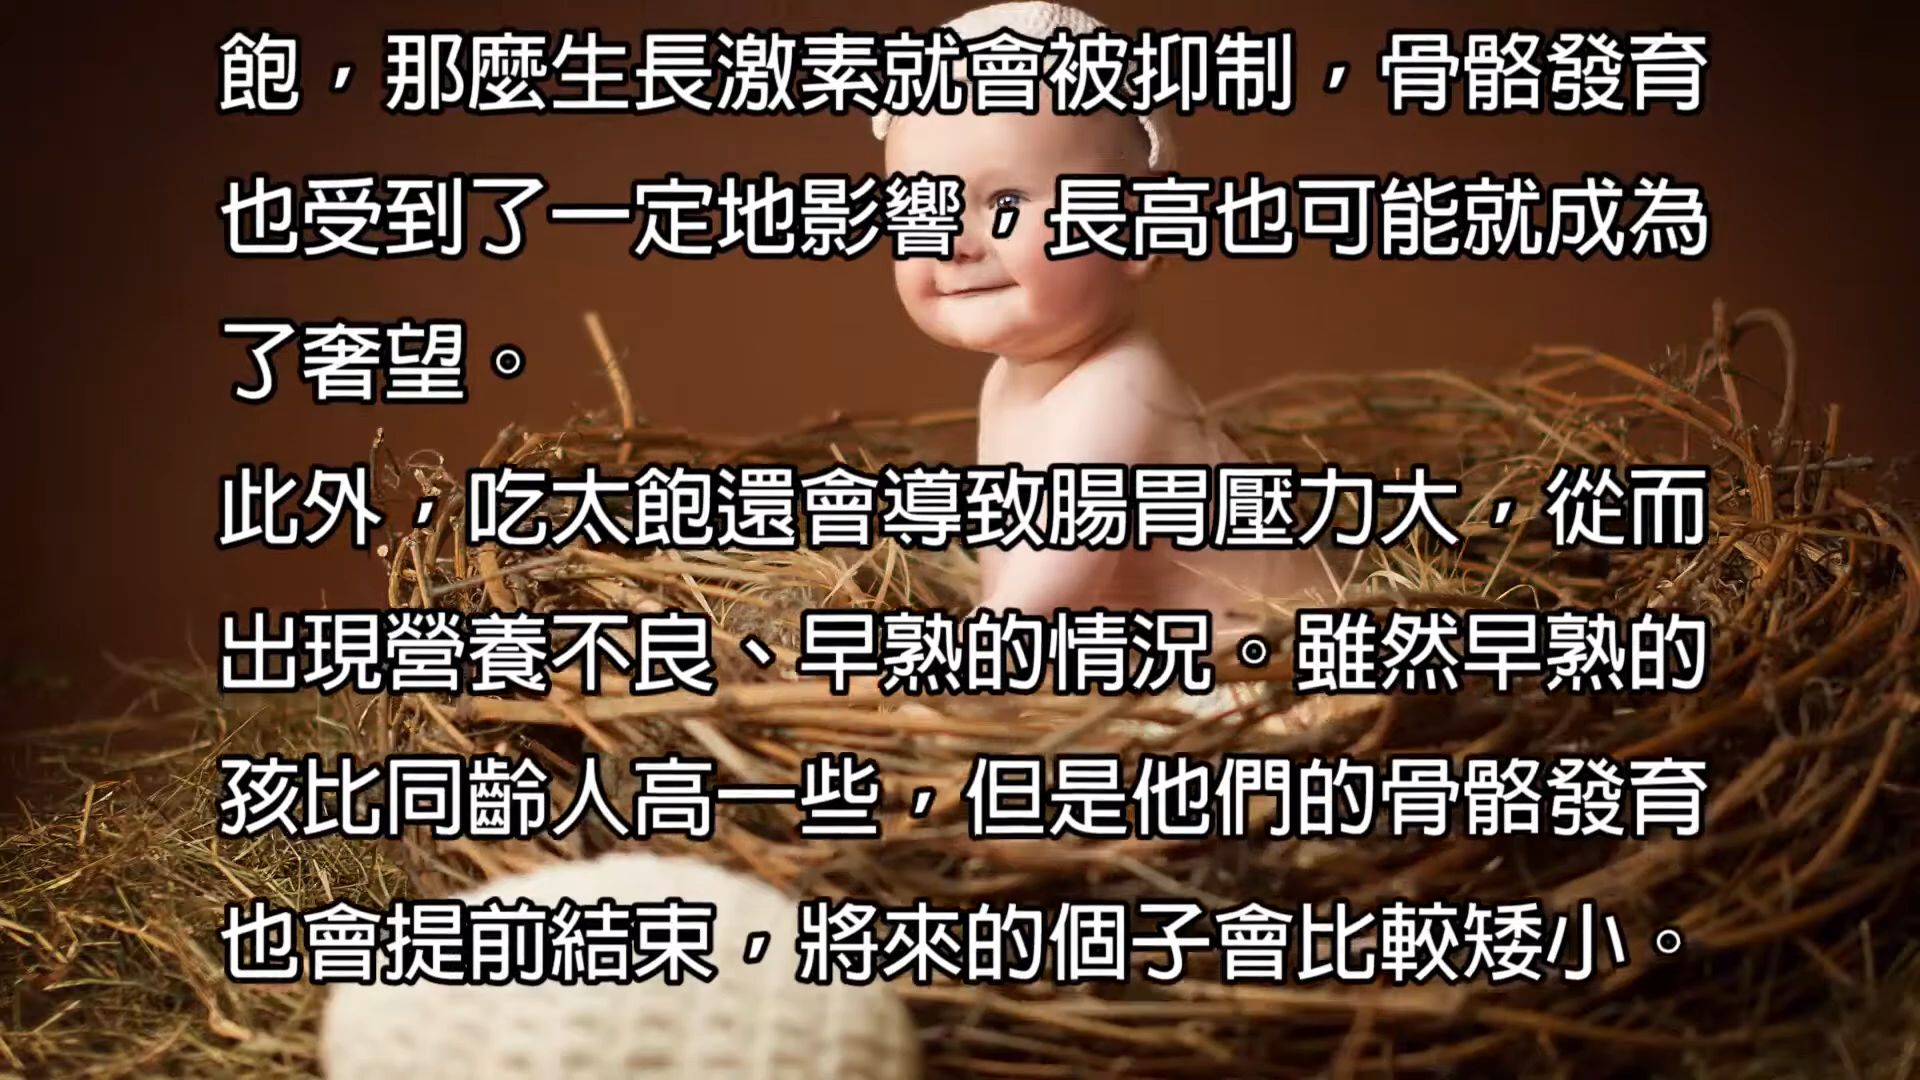 飽，那麼生長激素就會被抑制，骨骼發育
也受到了一定地影響，長高也可能就成為
了奢望。
此外，吃太飽還會導致腸胃壓力大，從而
出現營養不良、早熟的情況。雖然早熟的
孩比同齡人高一些，但是他們的骨骼發育
也會提前結束，將來的個子會比較矮小。